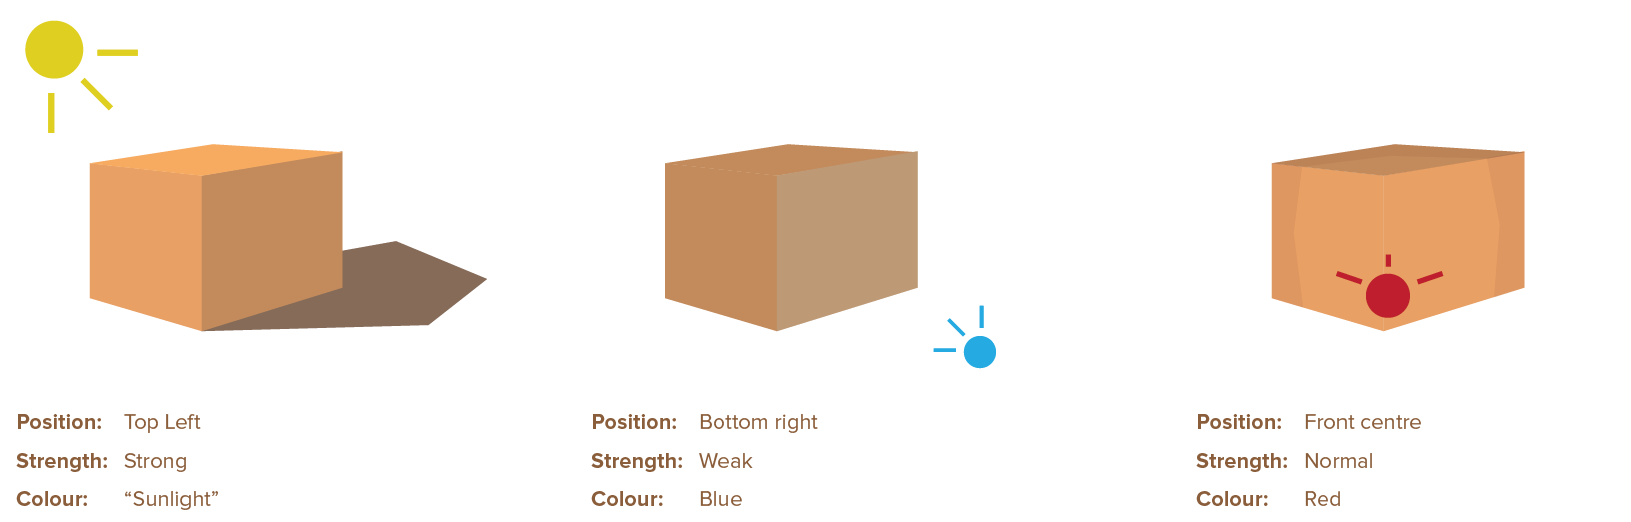 Position: Top Left
Strength: Strong
Colour: “Sunlight”
Position: Bottom right
Strength: Weak
Colour: Blue
Position: Front centre
Strength: Normal
Colour: Red